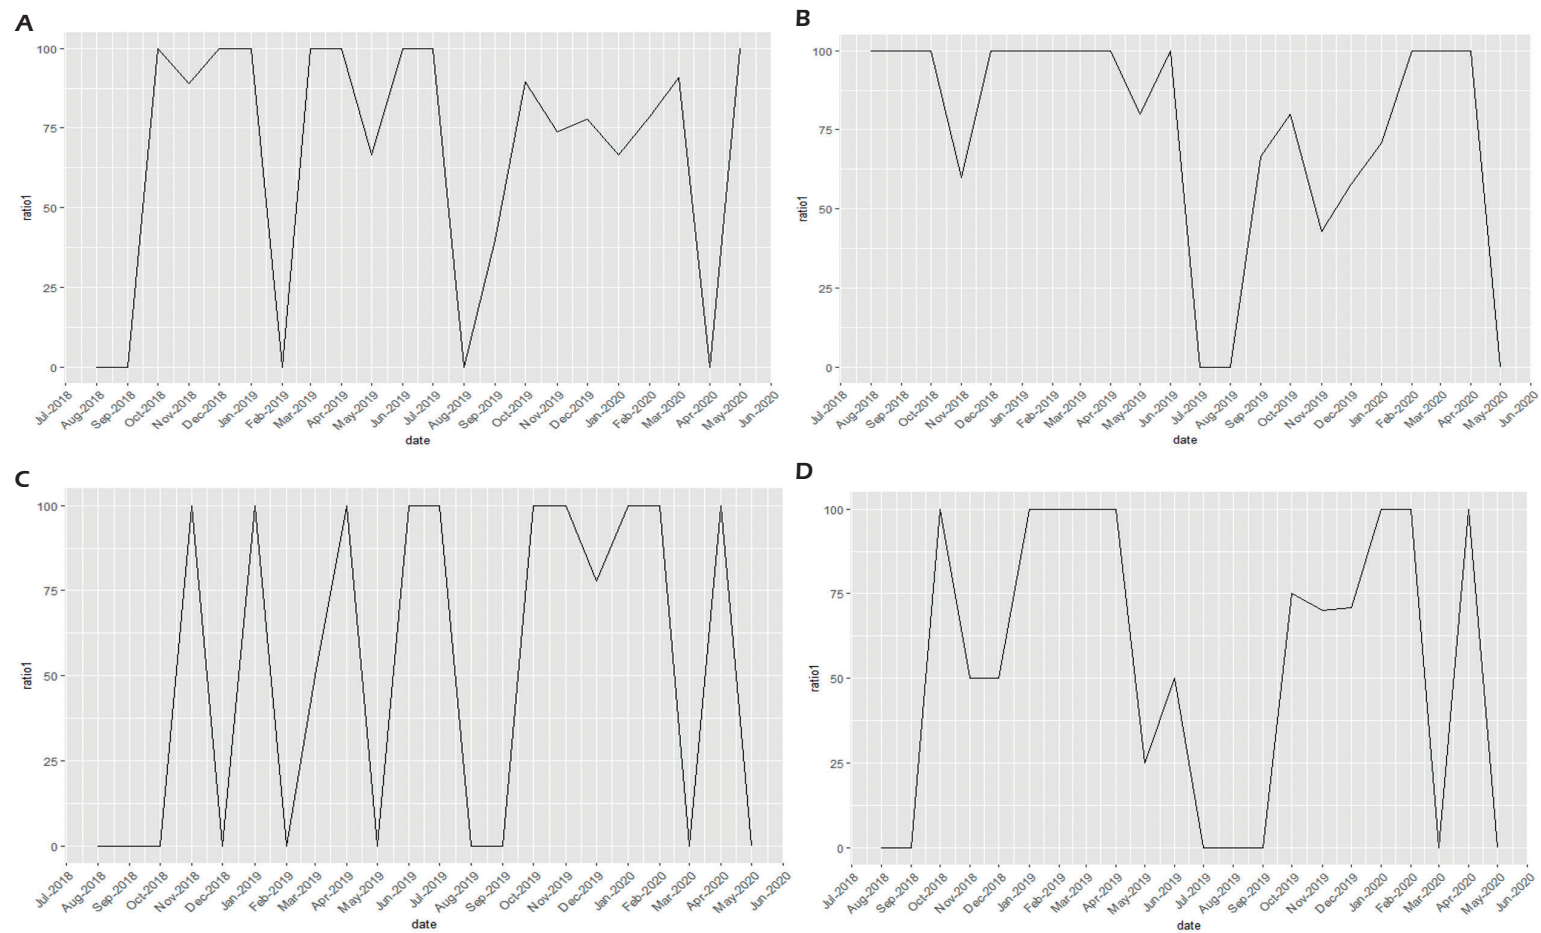 A
100
75
50
25
0
ratio1
Jul-2018
Aug-2018
Sep-2018
Oct-2018
Nov-2018
Dec-2018
Jan-2019
Feb-2019
Mar-2019
Apr-2019
May-2019
Jun-2019
Jul-2019
Aug-2019
Sep-2019
Oct-2019
Nov-2019
Dec-2019
Jan-2020
Feb-2020
Mar-2020
Apr-2020
May-2020
Jun-2020
date
B
100
75
50
25
0
ratio1
Jul-2018
Aug-2018
Sep-2018
Oct-2018
Nov-2018
Dec-2018
Jan-2019
Feb-2019
Mar-2019
Apr-2019
May-2019
Jun-2019
Jul-2019
Aug-2019
Sep-2019
Oct-2019
Nov-2019
Dec-2019
Jan-2020
Feb-2020
Mar-2020
Apr-2020
May-2020
Jun-2020
date
C
100
75
50
25
0
ratio1
Jul-2018
Aug-2018
Sep-2018
Oct-2018
Nov-2018
Dec-2018
Jan-2019
Feb-2019
Mar-2019
Apr-2019
May-2019
Jun-2019
Jul-2019
Aug-2019
Sep-2019
Oct-2019
Nov-2019
Dec-2019
Jan-2020
Feb-2020
Mar-2020
Apr-2020
May-2020
Jun-2020
date
D
100
75
50
25
0
ratio1
Jul-2018
Aug-2018
Sep-2018
Oct-2018
Nov-2018
Dec-2018
Jan-2019
Feb-2019
Mar-2019
Apr-2019
May-2019
Jun-2019
Jul-2019
Aug-2019
Sep-2019
Oct-2019
Nov-2019
Dec-2019
Jan-2020
Feb-2020
Mar-2020
Apr-2020
May-2020
Jun-2020
date